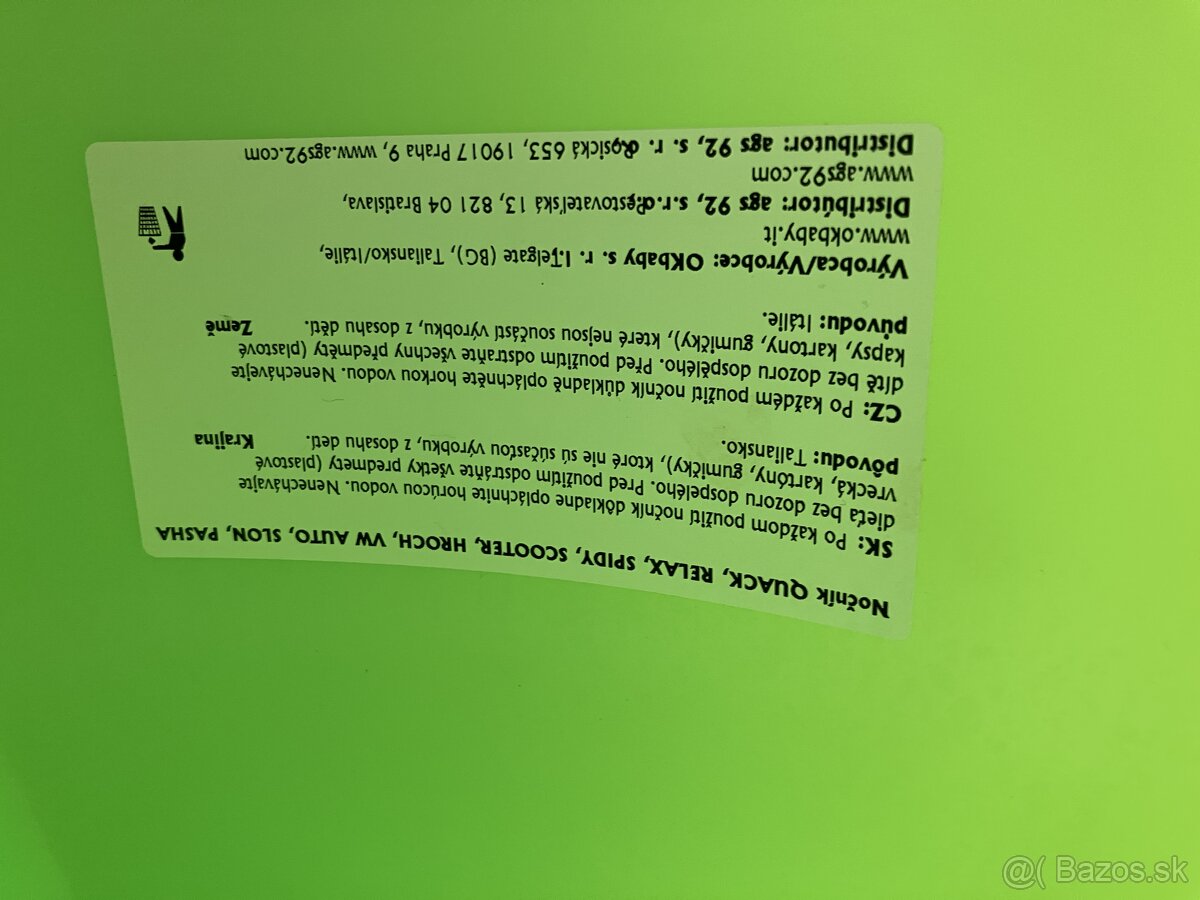 Nočník QUACK, RELAX, SPIDY, SCOOTER, HROCH, VW AUTO, SLON, PASHA
SK: Po každom použití nočník dôkladne opláchnite horúcou vodou. Nenechávajte
dieťa bez dozoru dospelého. Pred použitím odstráňte všetky predmety (plastové
vrecká, kartóny, gumičky), ktoré nie sú súčasťou výrobku, z dosahu detí. Krajina
pôvodu: Taliansko.
CZ: Po každém použití nočník důkladně opláchněte horkou vodou. Nenechávejte
dítě bez dozoru dospělého. Před použitím odstraňte všechny předměty (plastové
kapsy, kartony, gumičky), které nejsou součástí výrobku, z dosahu dětí. Země
původu: Itálie.
Výrobca/Výrobce: OKbaby s. r. l. Telgate (BG), Taliansko/Itálie,
www.okbaby.it
Distribútor: ags 92, s.r.o. Pestovateľská 13, 821 04 Bratislava,
www.ags92.com
Distributor: ags 92, s. r. o. 653, 19017 Praha 9, www.ags92.com
@( Bazos.sk